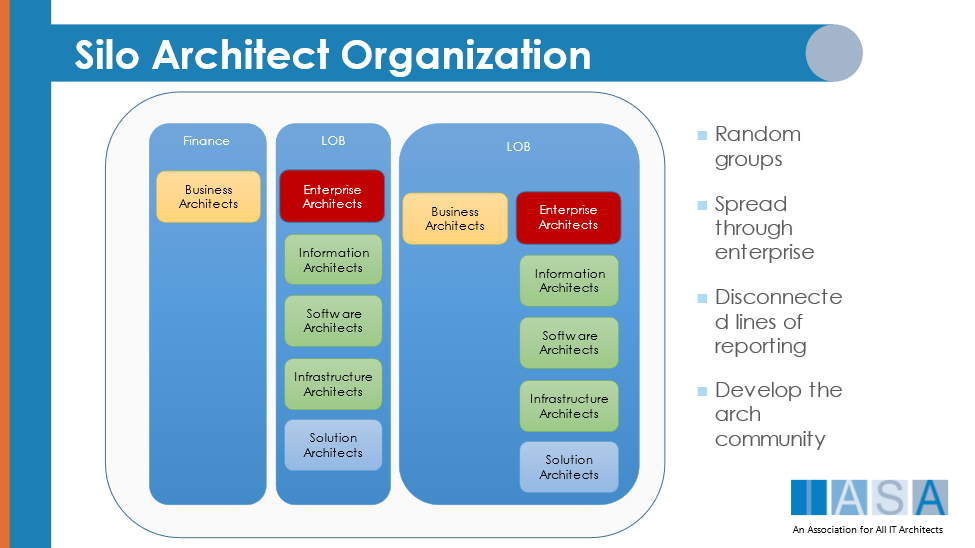 Silo Architect Organization
Finance
Business
Architects
LOB
Enterprise
Architects
Information
Architects
Software
Architects
Infrastructure
Architects
Solution
Architects
LOB
Business
Architects
Enterprise
Architects
Information
Architects
Software
Architects
Infrastructure
Architects
Solution
Architects
Random
groups
Spread
through
enterprise
Disconnecte
d lines of
reporting
Develop the
arch
community
IASA
An Association for All IT Architects